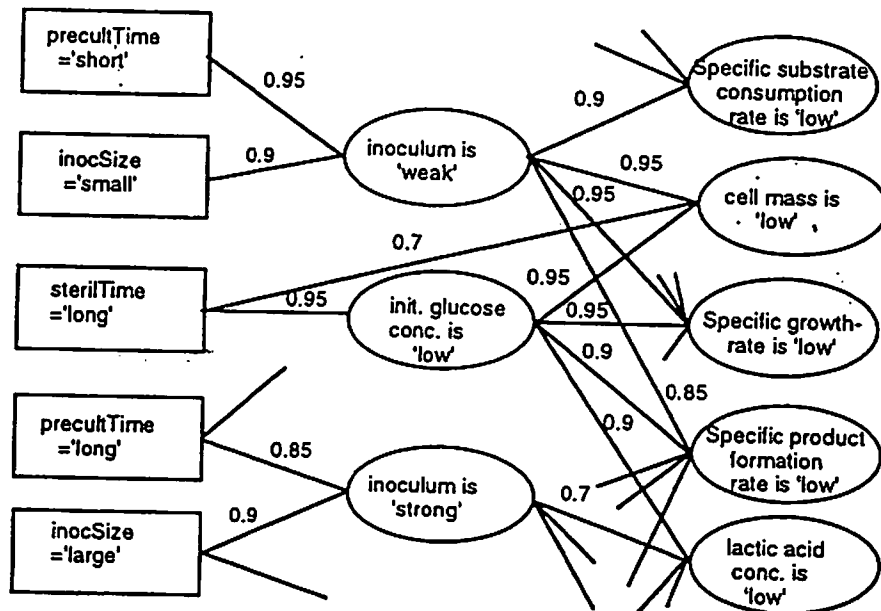 precultTime
='short'
0.95
inocSize
='small'
0.9
sterilTime
='long'
0.7
0.95
precultTime
='long'
0.85
inocSize
='large'
0.9
inoculum is
'weak'
init. glucose
conc. is
'low'
inoculum is
'strong'
0.9
0.95
0.95
0.85
0.95
0.95
0.9
0.9
0.7
Specific substrate
consumption
rate is 'low'
cell mass is
'low'
Specific growth-
rate is 'low'
Specific product
formation
rate is 'low'
lactic acid
conc. is
'low'